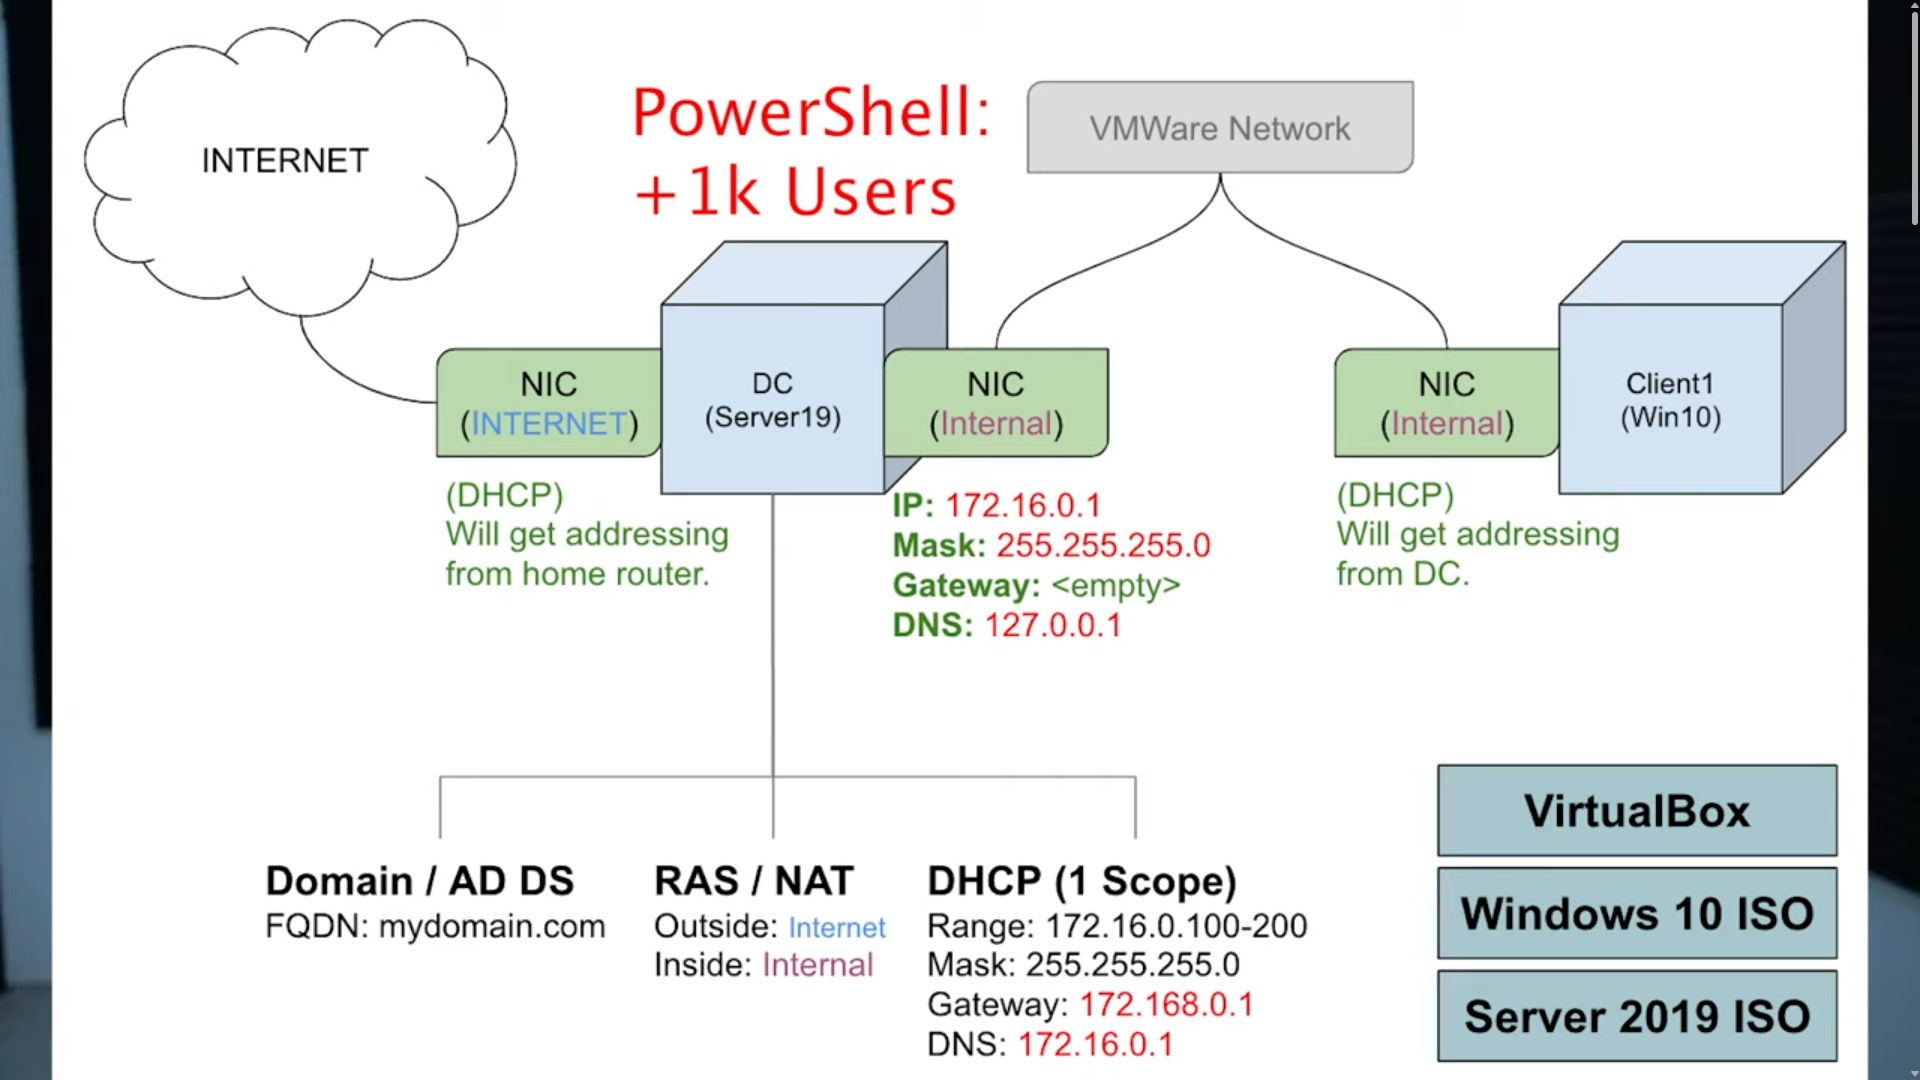 INTERNET
PowerShell:
+1k Users
VMWare Network
NIC
(INTERNET)
DC
(Server19)
NIC
(Internal)
NIC
(Internal)
Client1
(Win10)
(DHCP)
Will get addressing
from home router.
IP: 172.16.0.1
Mask: 255.255.255.0
Gateway: <empty>
DNS: 127.0.0.1
(DHCP)
Will get addressing
from DC.
Domain / AD DS
FQDN: mydomain.com
RAS / NAT
Outside: Internet
Inside: Internal
DHCP (1 Scope)
Range: 172.16.0.100-200
Mask: 255.255.255.0
Gateway: 172.168.0.1
DNS: 172.16.0.1
VirtualBox
Windows 10 ISO
Server 2019 ISO